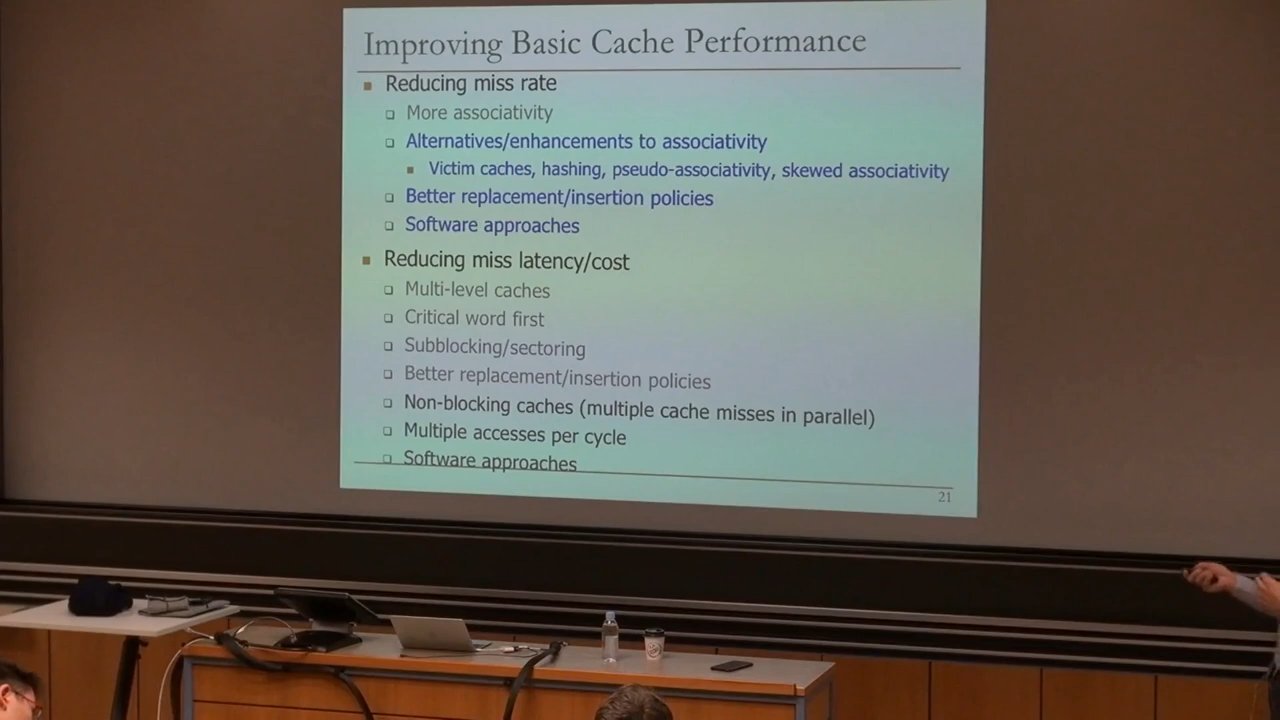 Improving Basic Cache Performance
Reducing miss rate
More associativity
Alternatives/enhancements to associativity
Victim caches, hashing, pseudo-associativity, skewed associativity
Better replacement/insertion policies
Software approaches
Reducing miss latency/cost
Multi-level caches
Critical word first
Subblocking/sectoring
Better replacement/insertion policies
Non-blocking caches (multiple cache misses in parallel)
Multiple accesses per cycle
Software approaches
21